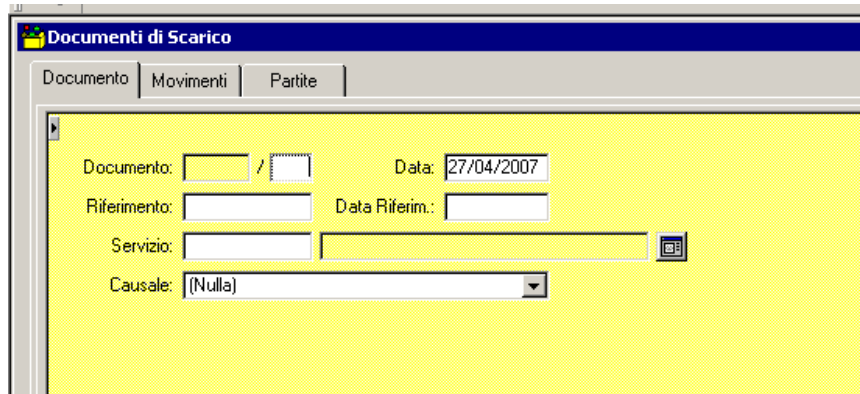 Documenti di Scarico
Documento Movimenti Partite
Documento: / Data: 27/04/2007
Riferimento: Data Riferim.:
Servizio:
Causale: (Nulla)